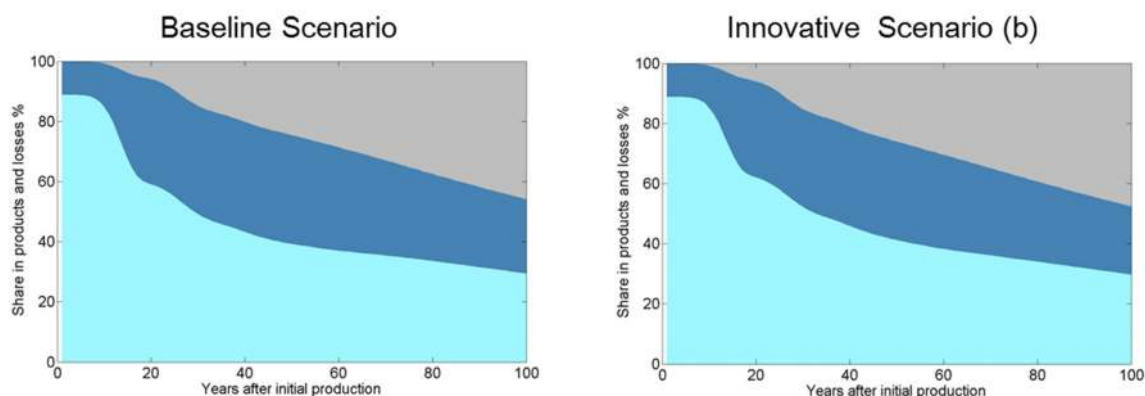 Baseline Scenario
100
80
60
40
20
0
Share in products and losses %
0 20 40 60 80 100
Years after initial production
Innovative Scenario (b)
100
80
60
40
20
0
Share in products and losses %
0 20 40 60 80 100
Years after initial production